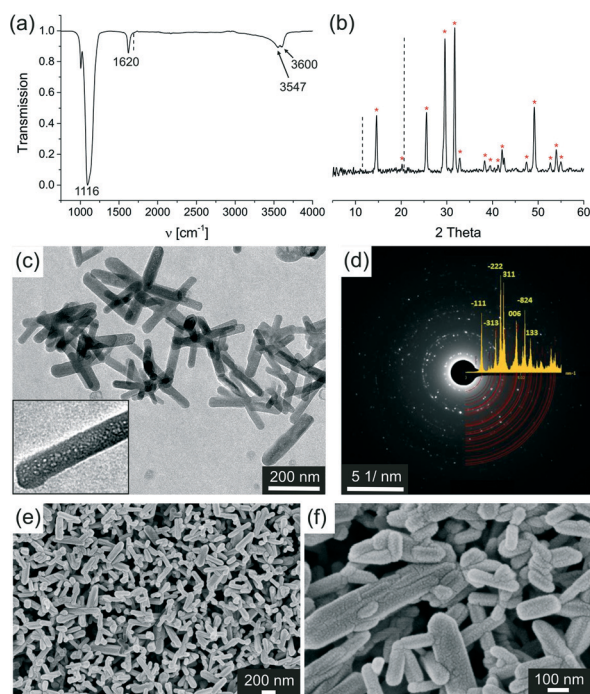 (a)
Transmission
1.0
0.8
0.6
0.4
0.2
0.0
1620
3600
3547
1116
1000
1500
2000
2500
3000
3500
4000
ν [cm⁻¹]
(b)
* * * * * * * * * * * * * * *
10
20
30
40
50
60
2 Theta
(c)
200 nm
(d)
-222
311
-111
-824
006
-313
133
5 1/ nm
(e)
200 nm
(f)
100 nm